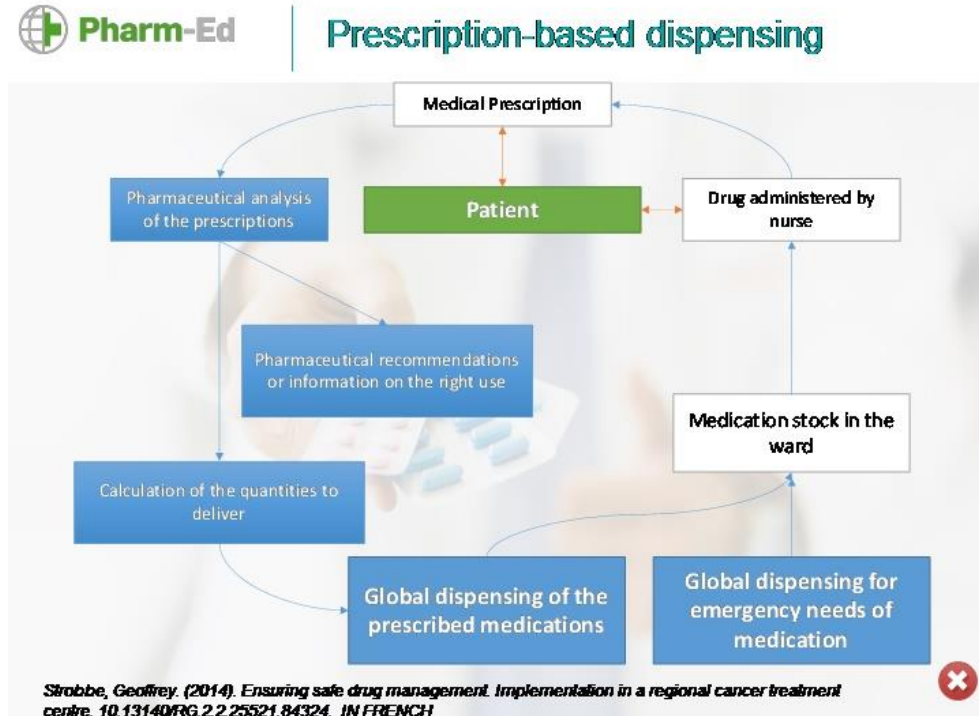 Pharm-Ed
Prescription-based dispensing
Medical Prescription
Pharmaceutical analysis
of the prescriptions
Patient
Drug administered by
nurse
Pharmaceutical recommendations
or information on the right use
Medication stock in the
ward
Calculation of the quantities to
deliver
Global dispensing of the
prescribed medications
Global dispensing for
emergency needs of
medication
Strobbe, Geoffrey. (2014). Ensuring safe drug management. Implementation in a regional cancer treatment
centre. 10.13140/RG.2.2.25521.84324. IN FRENCH